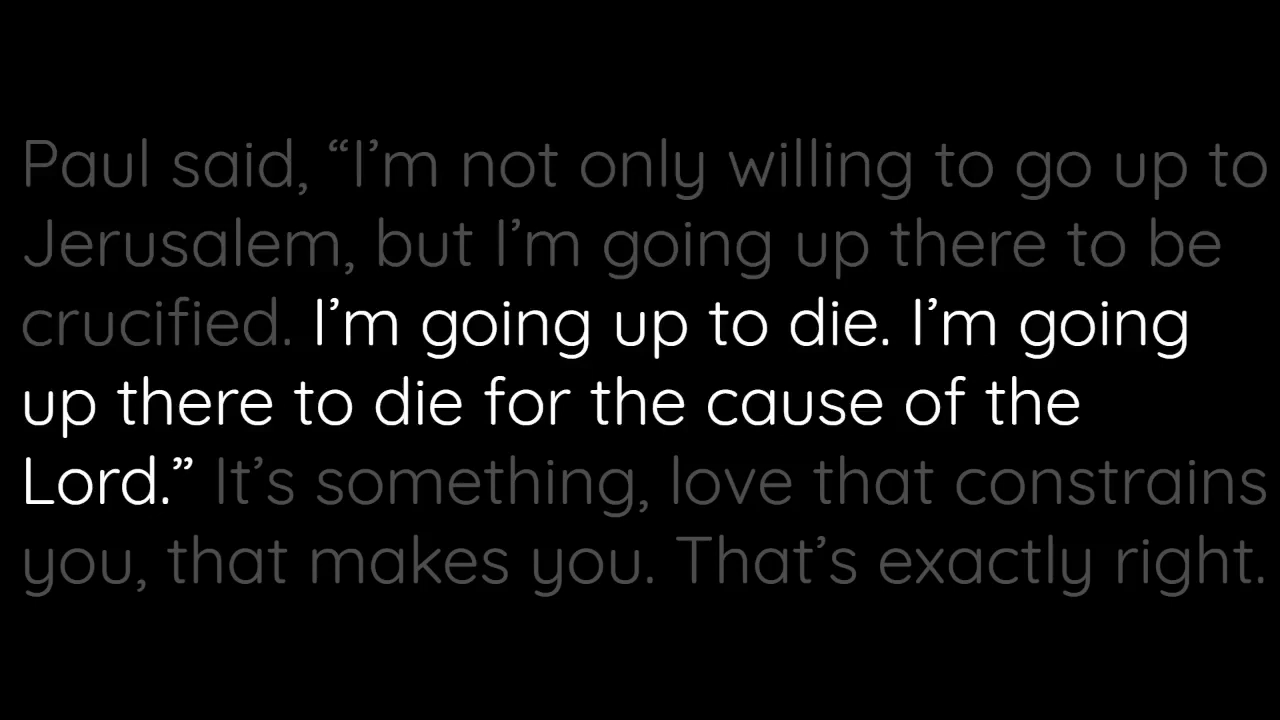 Paul said, “I’m not only willing to go up to
Jerusalem, but I’m going up there to be
crucified. I’m going up to die. I’m going
up there to die for the cause of the
Lord.” It’s something, love that constrains
you, that makes you. That’s exactly right.